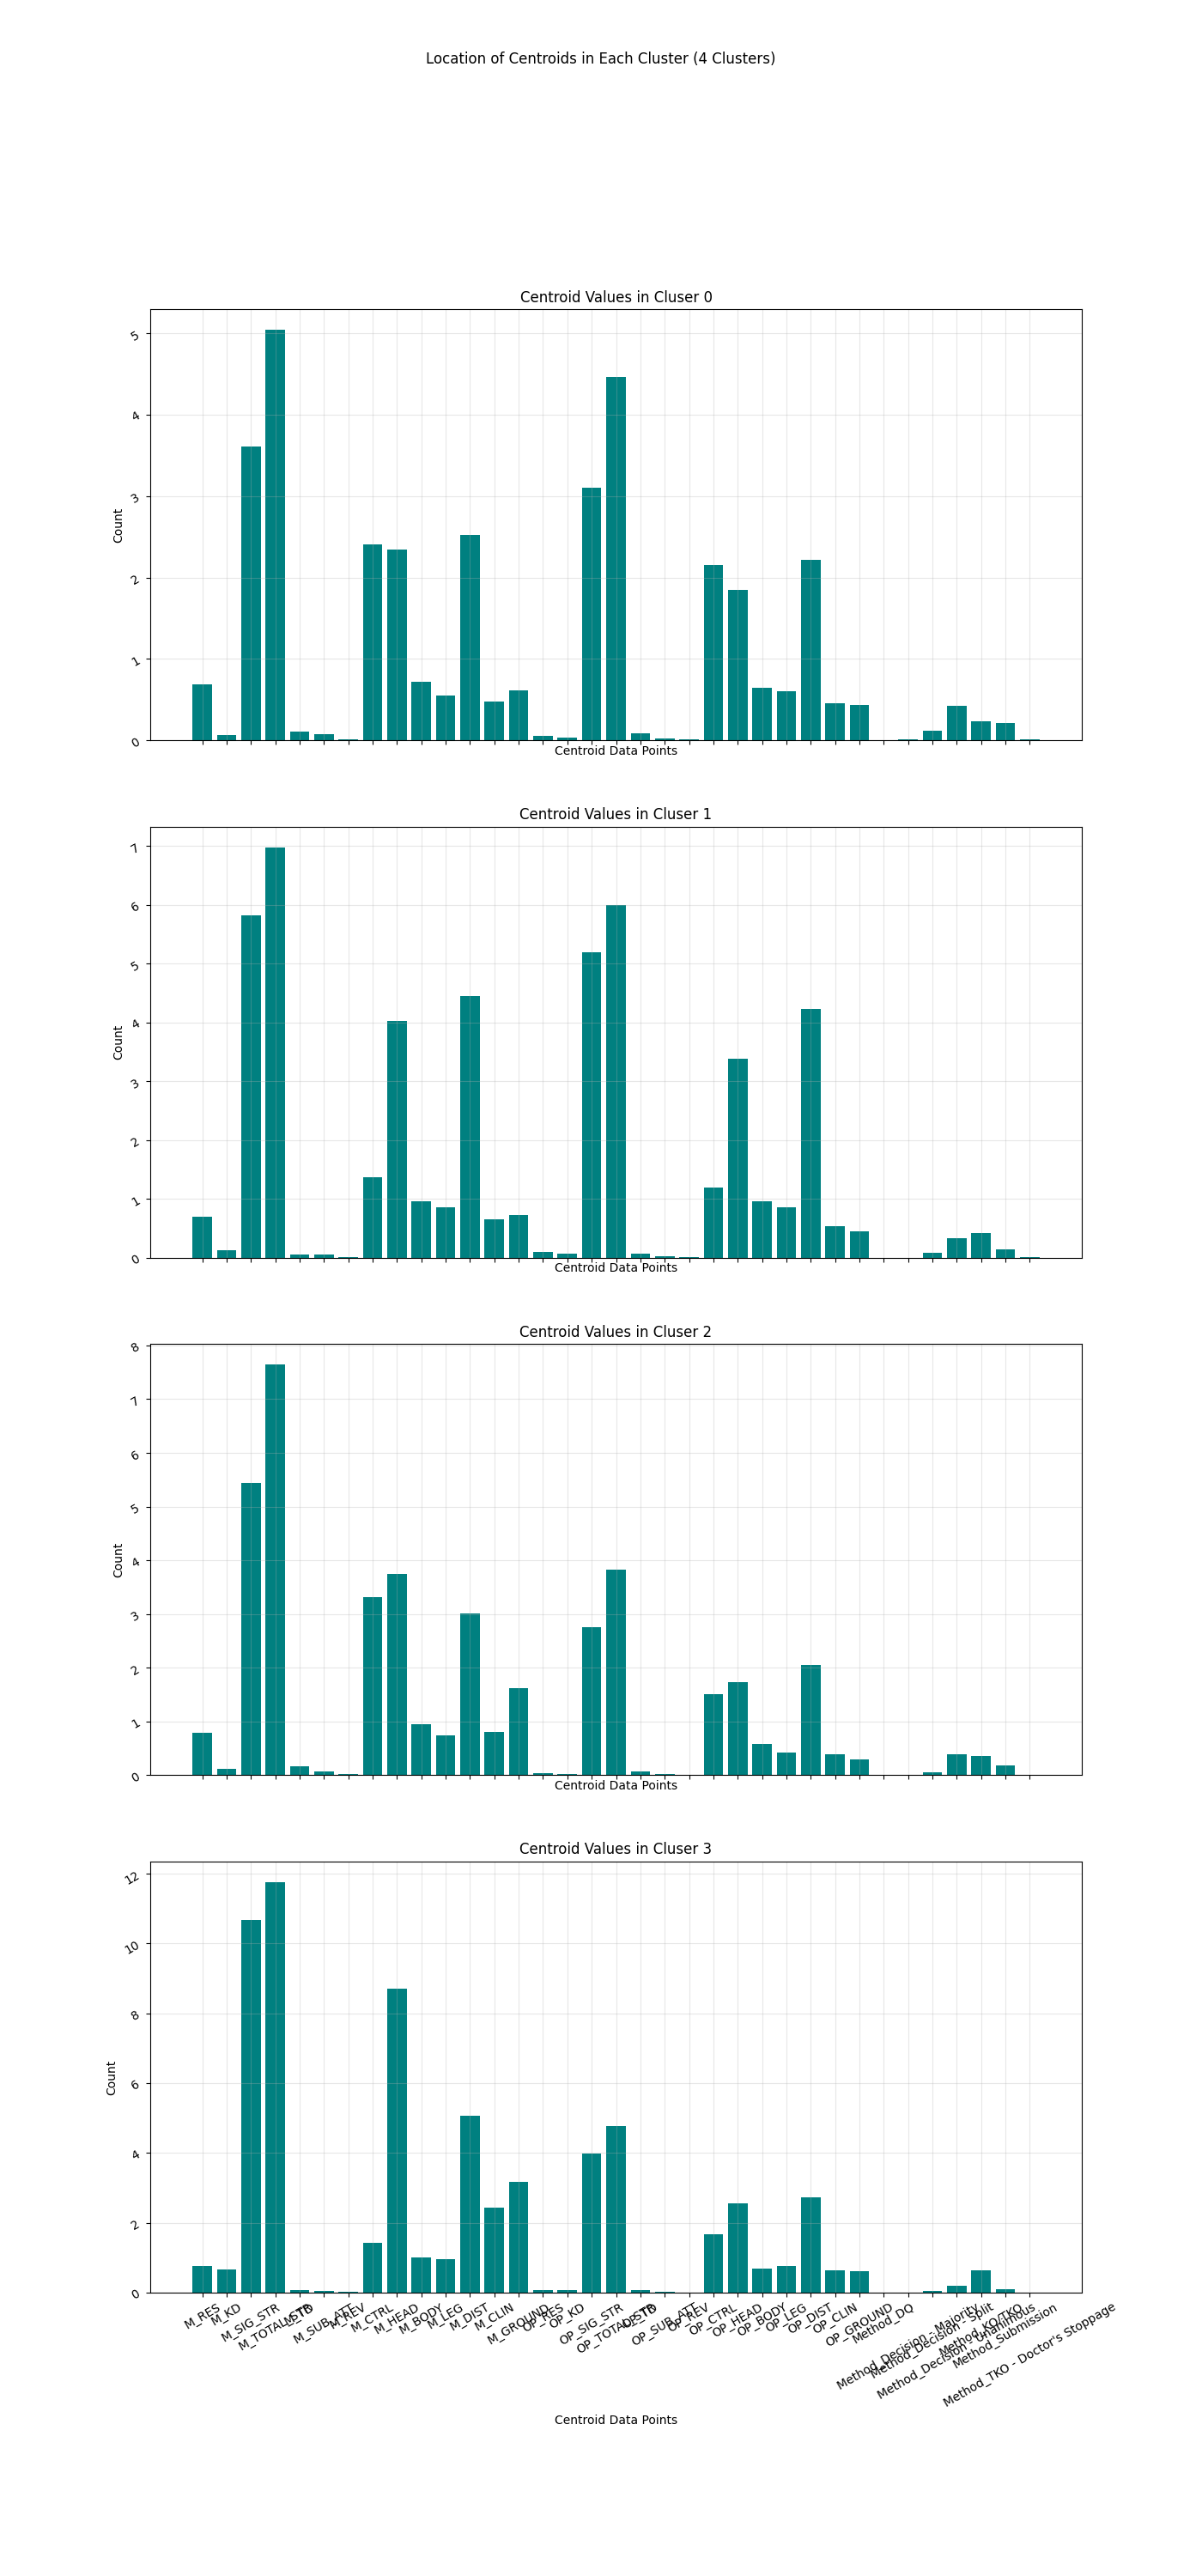 Location of Centroids in Each Cluster (4 Clusters)
Centroid Values in Cluser 0
5
4
3
2
1
0
Count
Centroid Data Points
Centroid Values in Cluser 1
7
6
5
4
3
2
1
0
Count
Centroid Data Points
Centroid Values in Cluser 2
8
7
6
5
4
3
2
1
0
Count
Centroid Data Points
Centroid Values in Cluser 3
12
10
8
6
4
2
0
Count
M_RES
M_KD
M_SIG_STR
M_TOTAL_STR
M_TD
M_SUB_ATT
M_REV
M_CTRL
M_HEAD
M_BODY
M_LEG
M_DIST
M_CLIN
M_GROUND
OP_RES
OP_KD
OP_SIG_STR
OP_TOTAL_STR
OP_TD
OP_SUB_ATT
OP_REV
OP_CTRL
OP_HEAD
OP_BODY
OP_LEG
OP_DIST
OP_CLIN
OP_GROUND
Method_DQ
Method_Decision - Majority
Method_Decision - Split
Method_Decision - Unanimous
Method_KO/TKO
Method_Submission
Method_TKO - Doctor's Stoppage
Centroid Data Points